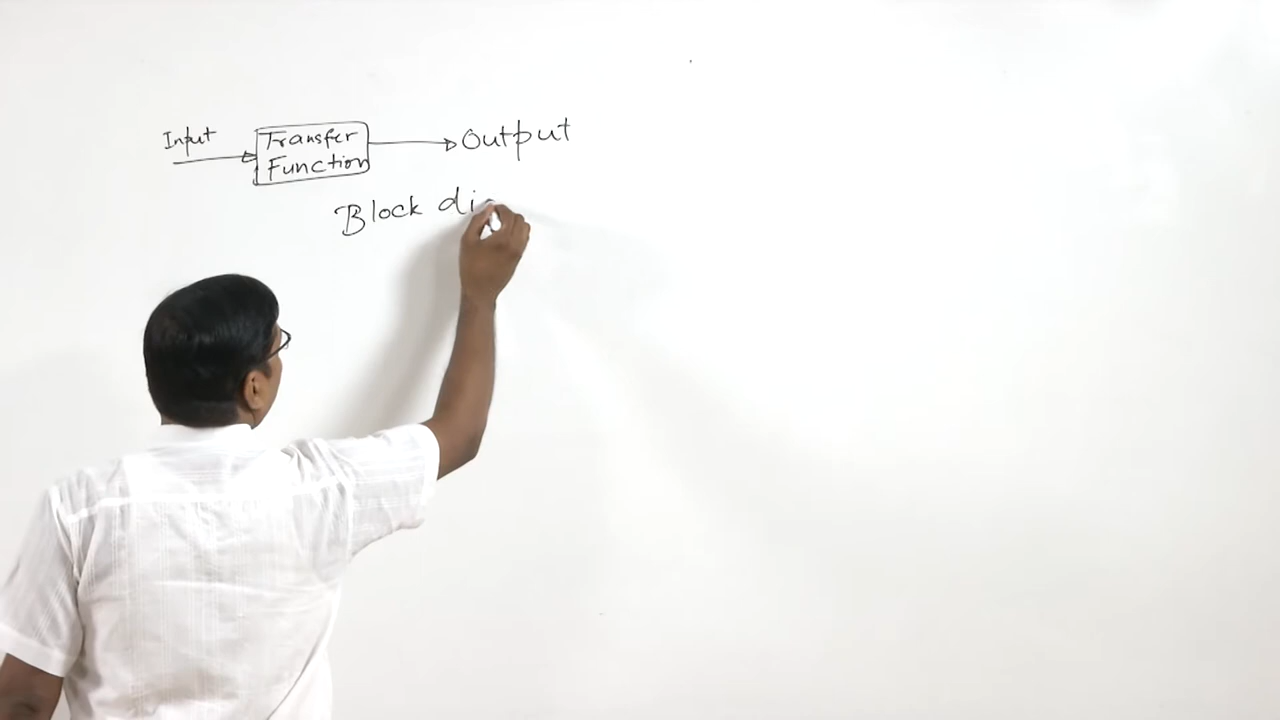 Input
Transfer
Function
Output
Block di